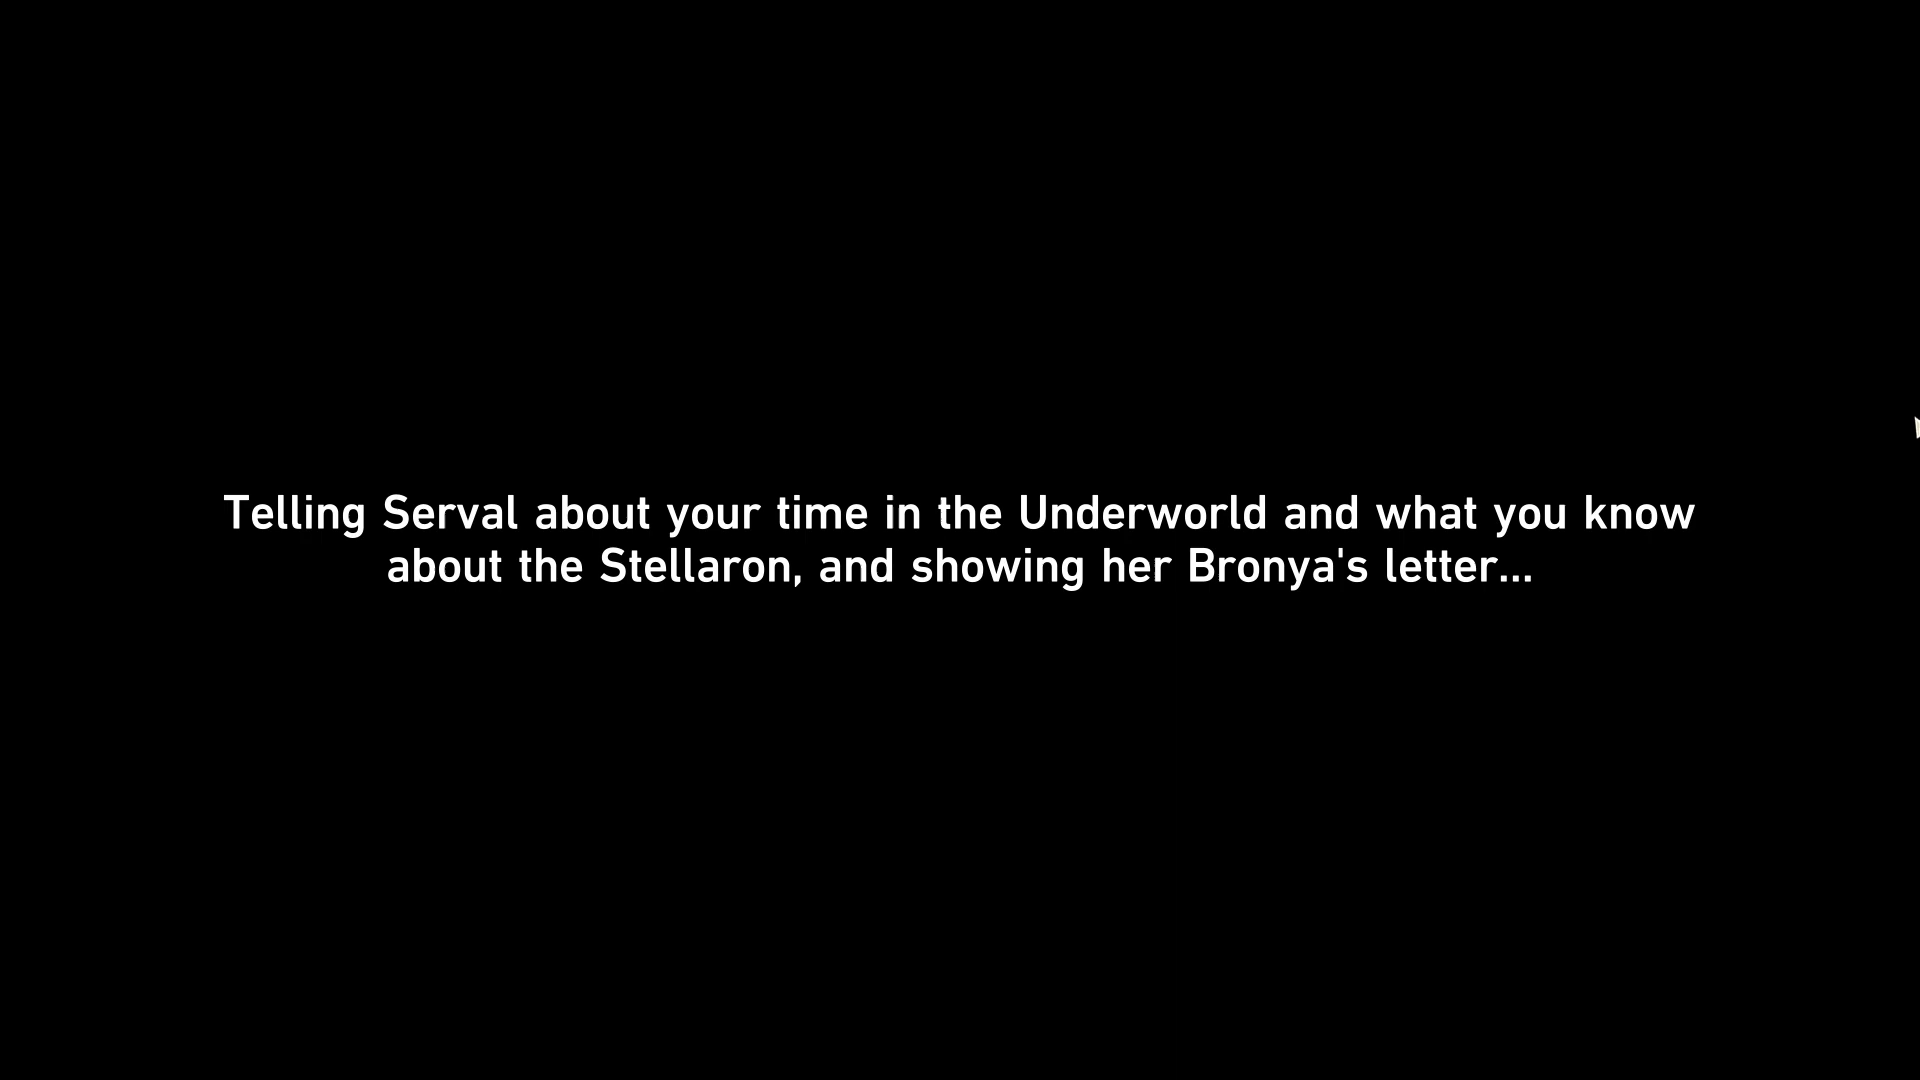 Telling Serval about your time in the Underworld and what you know
about the Stellaron, and showing her Bronya's letter...